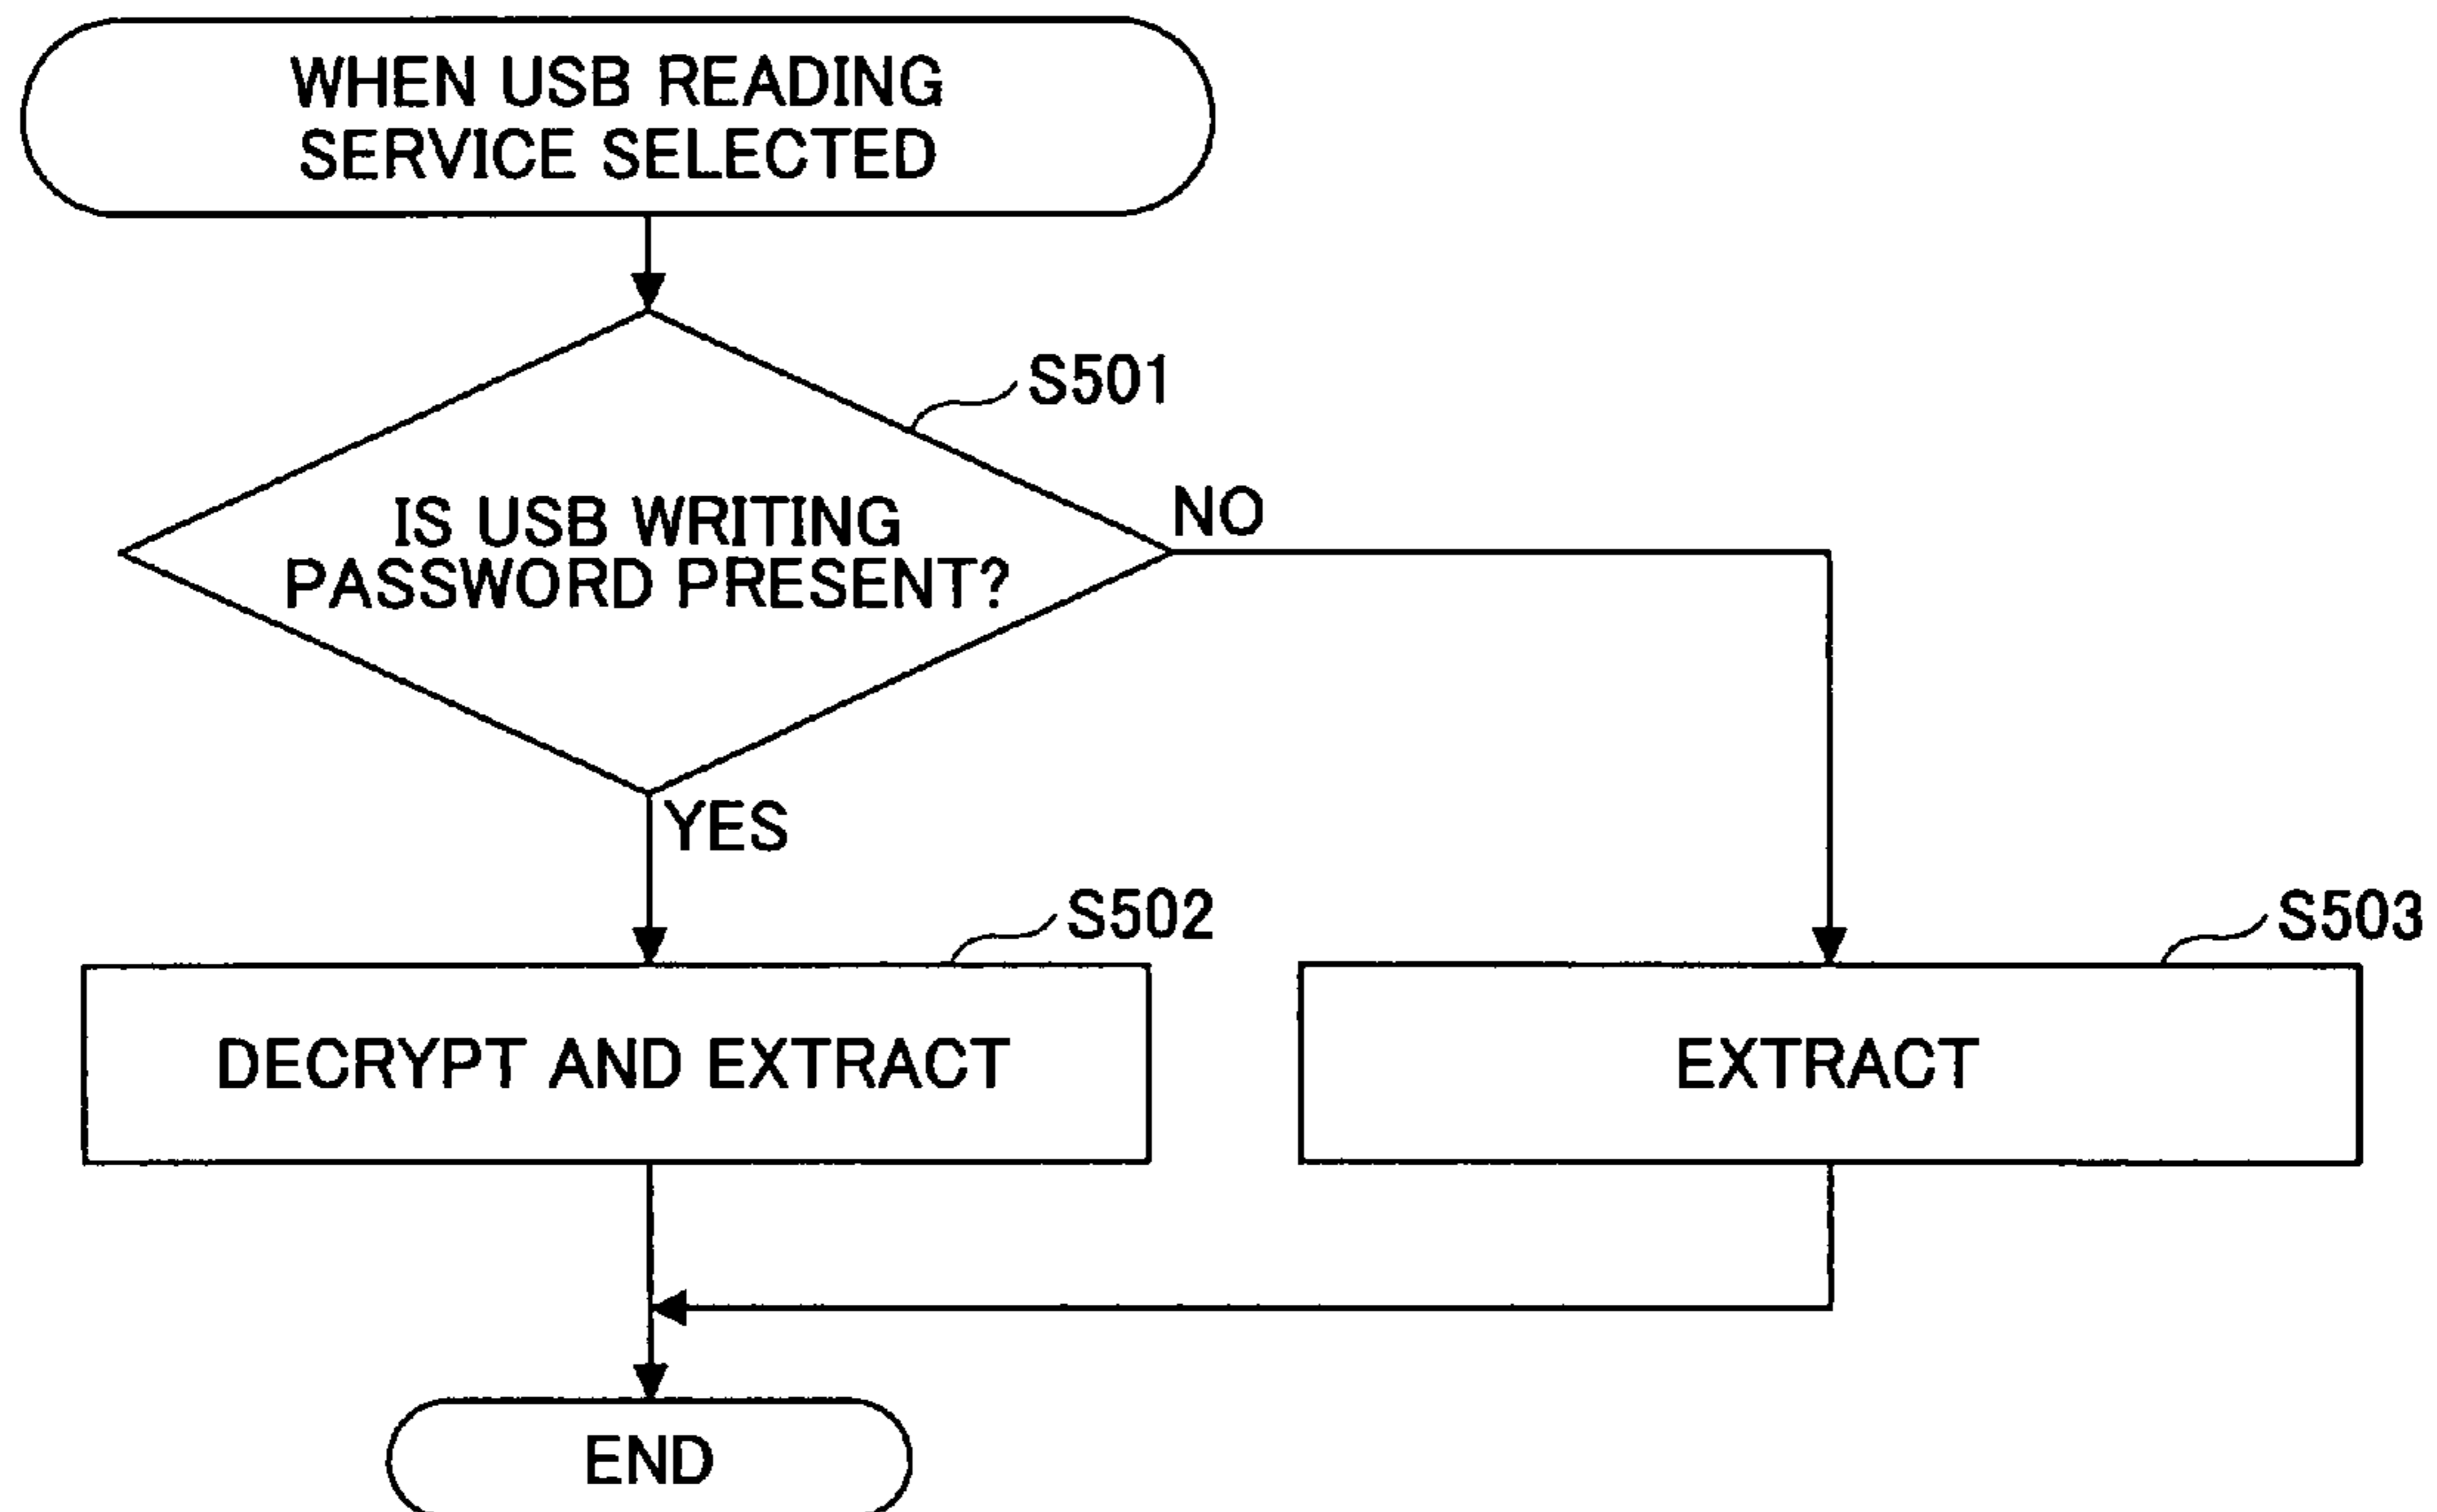 WHEN USB READING
SERVICE SELECTED
S501
IS USB WRITING
PASSWORD PRESENT?
NO
YES
S502
S503
DECRYPT AND EXTRACT
EXTRACT
END